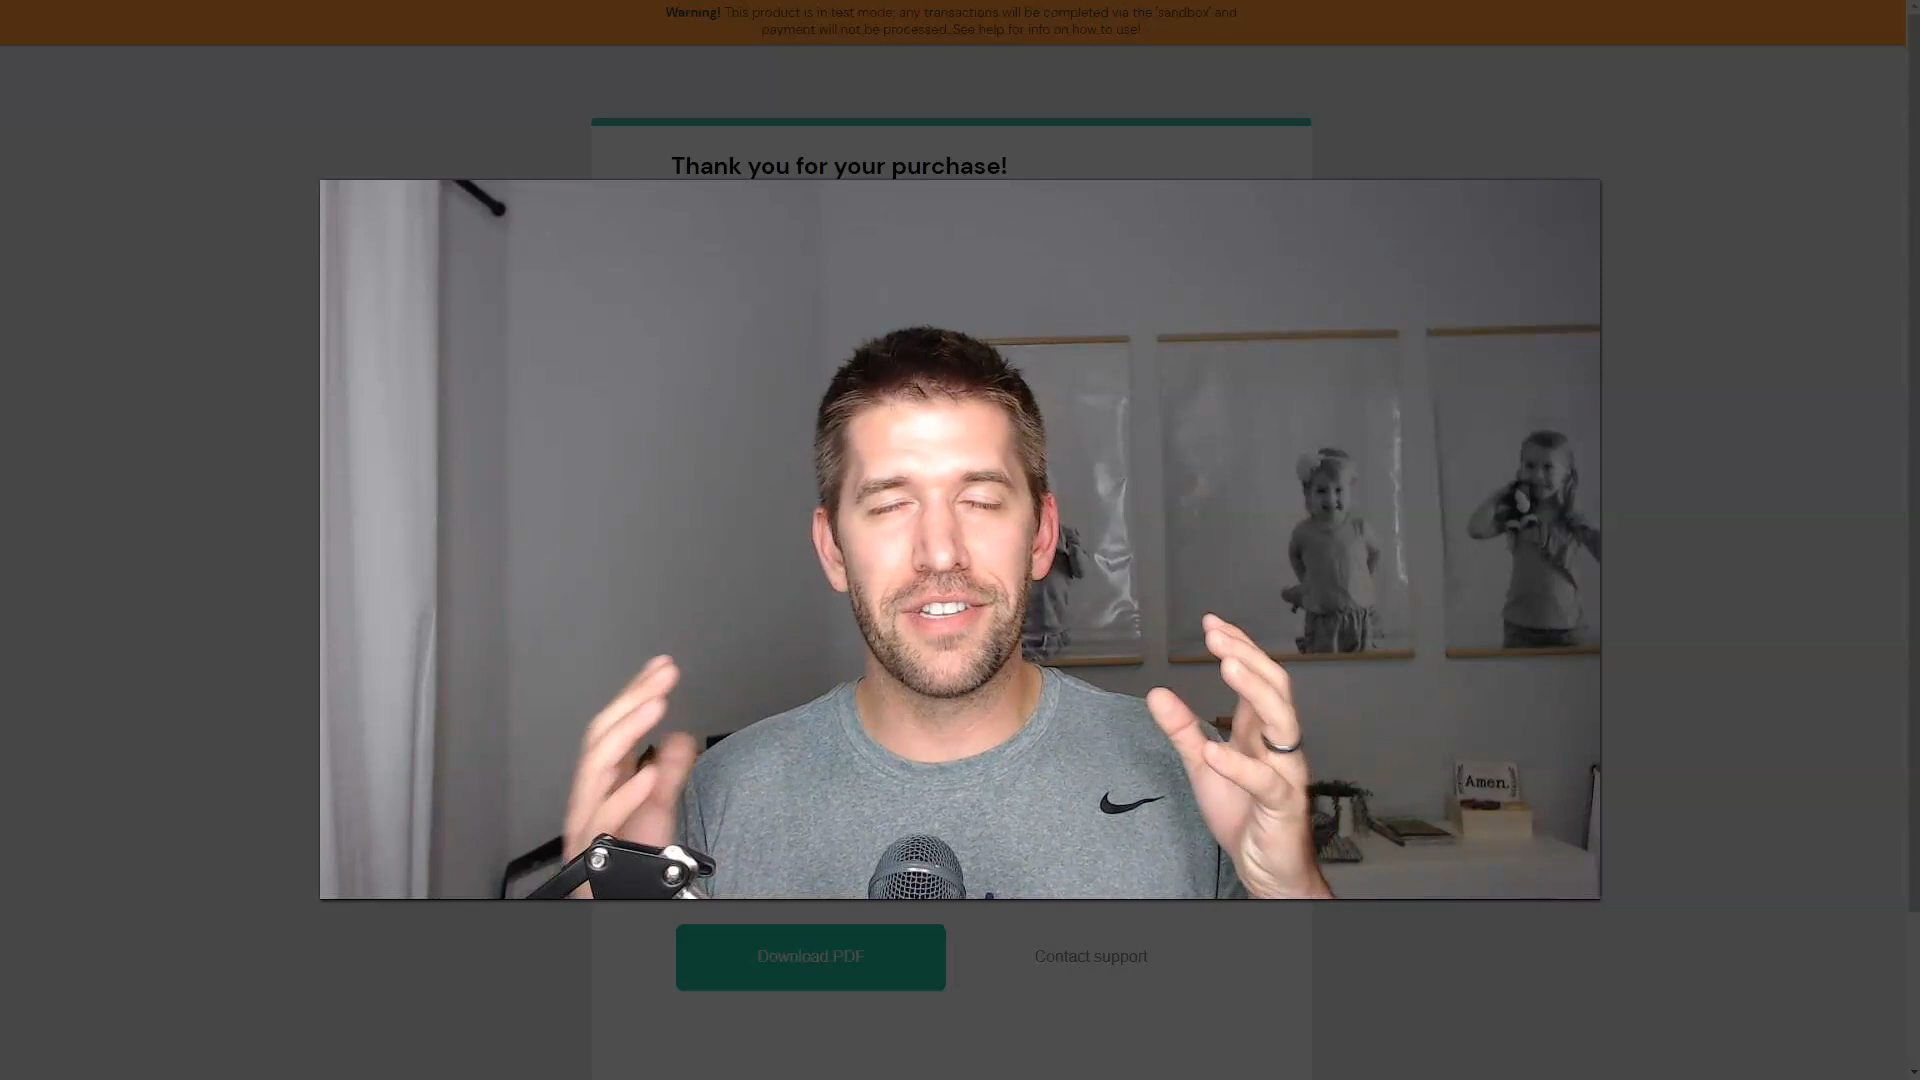 Warning! This product is in test mode; any transactions will be completed via the 'sandbox' and
payment will not be processed. See help for info on how to use!
Thank you for your purchase!
Amen.
Download PDF
Contact support